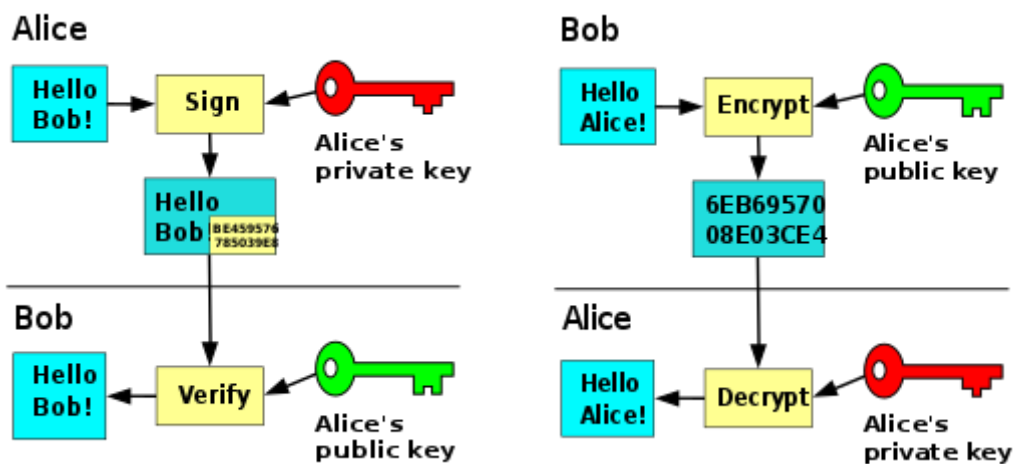 Alice
Hello
Bob!
Sign
Alice's
private key
Hello
Bob!
BE459576
785039E8
Bob
Hello
Bob!
Verify
Alice's
public key
Bob
Hello
Alice!
Encrypt
Alice's
public key
6EB69570
08E03CE4
Alice
Hello
Alice!
Decrypt
Alice's
private key